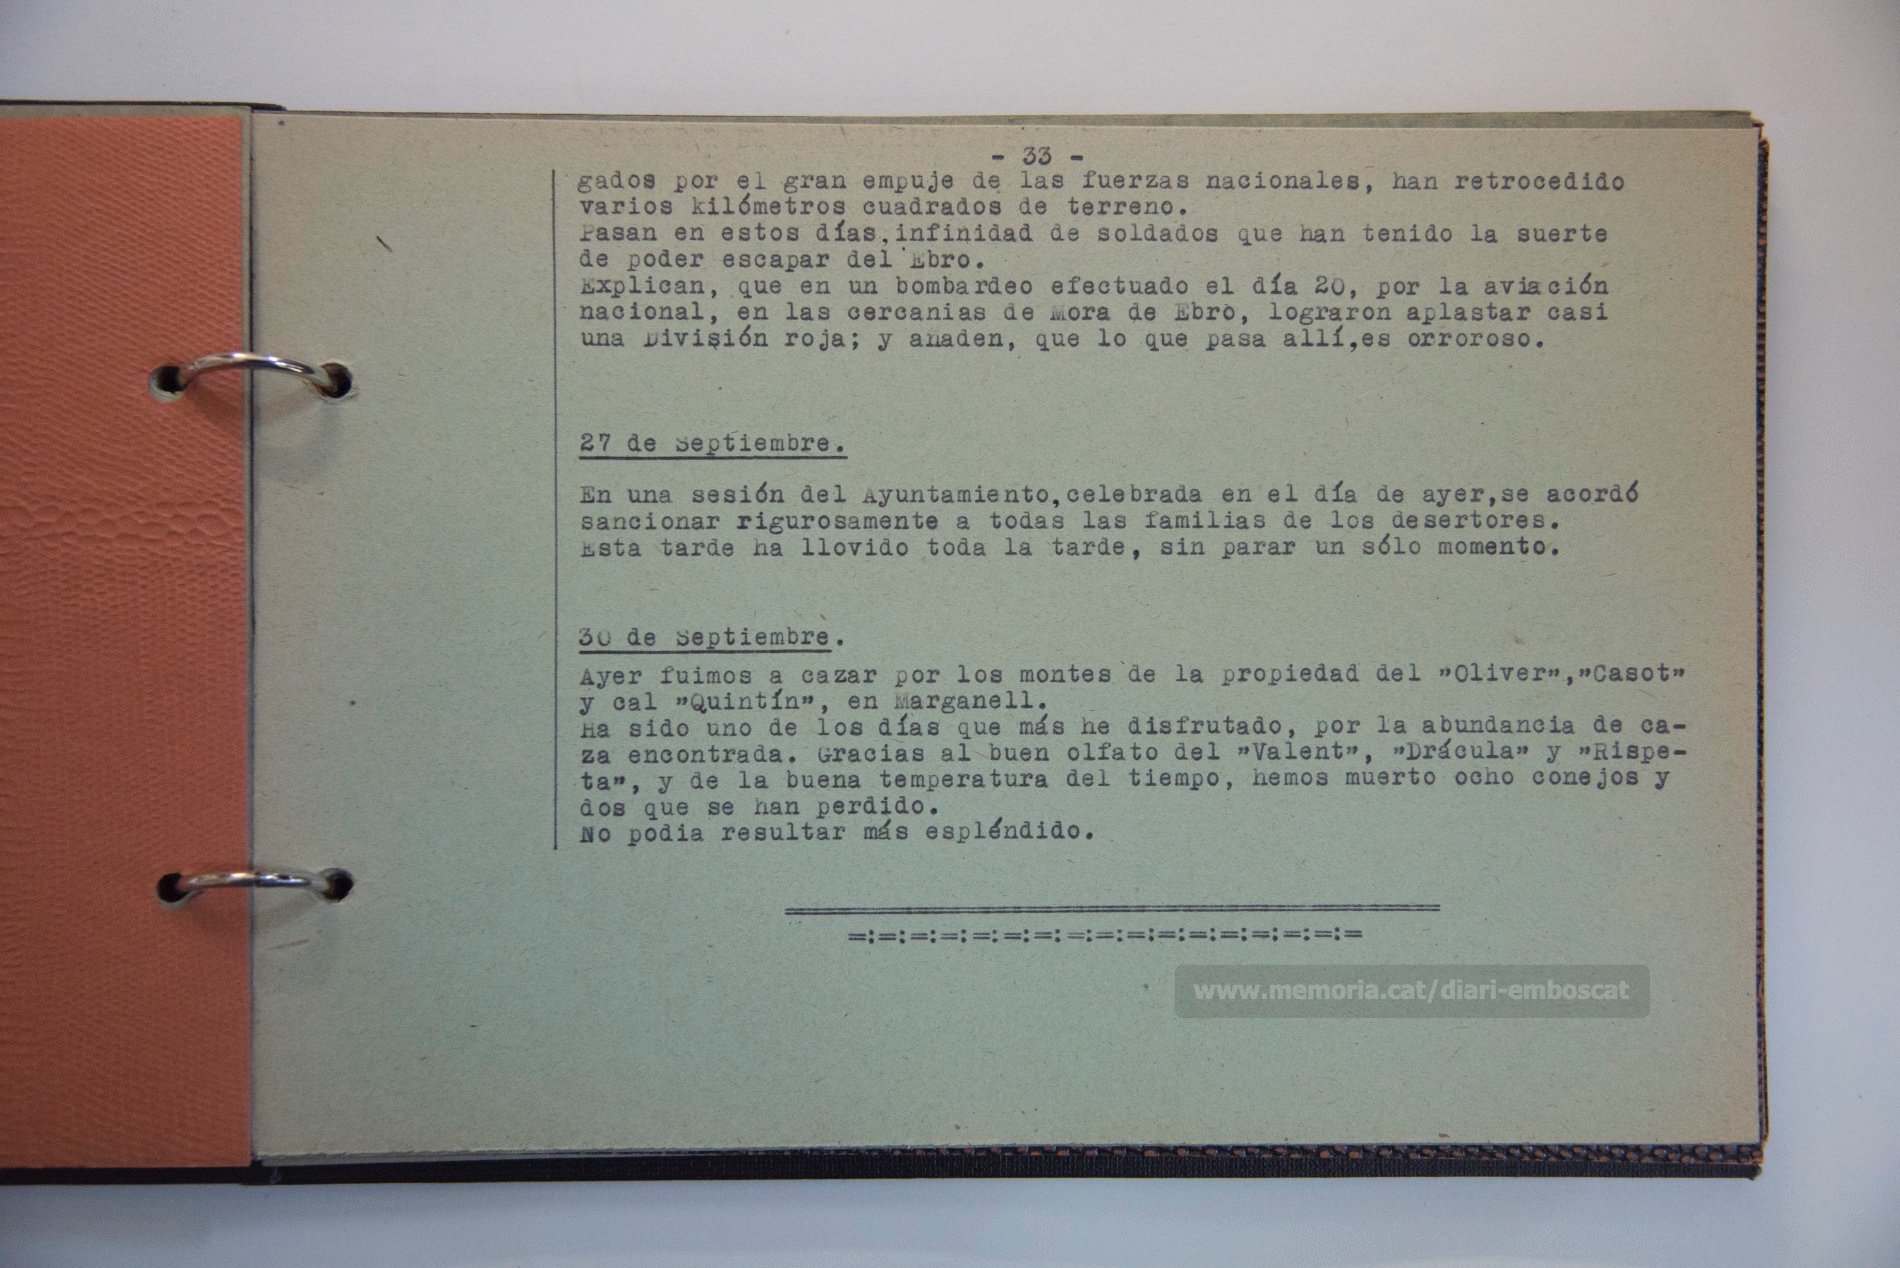 - 33 -
gados por el gran empuje de las fuerzas nacionales, han retrocedido
varios kilómetros cuadrados de terreno.
Pasan en estos días,infinidad de soldados que han tenido la suerte
de poder escapar del Ebro.
Explican, que en un bombardeo efectuado el día 20, por la aviación
nacional, en las cercanias de Mora de Ebro, lograron aplastar casi
una División roja; y añaden, que lo que pasa allí,es orroroso.
27 de Septiembre.
En una sesión del Ayuntamiento,celebrada en el día de ayer,se acordó
sancionar rigurosamente a todas las familias de los desertores.
Esta tarde ha llovido toda la tarde, sin parar un sólo momento.
30 de Septiembre.
Ayer fuimos a cazar por los montes de la propiedad del "Oliver","Casot"
y cal "Quintín", en Marganell.
Ha sido uno de los días que más he disfrutado, por la abundancia de ca-
za encontrada. Gracias al buen olfato del "Valent", "Drácula" y "Rispe-
ta", y de la buena temperatura del tiempo, hemos muerto ocho conejos y
dos que se han perdido.
No podia resultar más espléndido.
=:=:=:=:=:=:=:=:=:=:=:=:=:=:=:=:=
www.memoria.cat/diari-emboscat